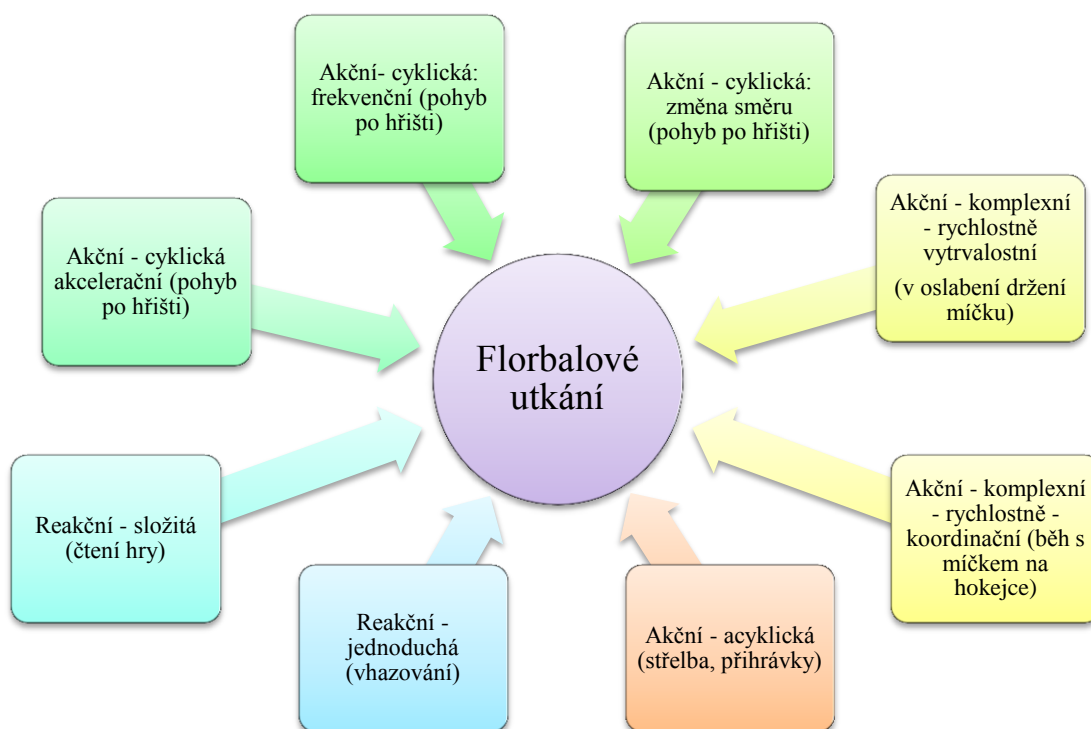 Akční- cyklická:
frekvenční (pohyb
po hřišti)
Akční - cyklická:
změna směru
(pohyb po hřišti)
Akční - komplexní
- rychlostně
vytrvalostní
(v oslabení držení
míčku)
Akční - cyklická
akcelerační (pohyb
po hřišti)
Florbalové
utkání
Reakční - složitá
(čtení hry)
Akční - komplexní
- rychlostně -
koordinační (běh s
míčkem na
hokejce)
Reakční -
jednoduchá
(vhazování)
Akční - acyklická
(střelba, přihrávky)